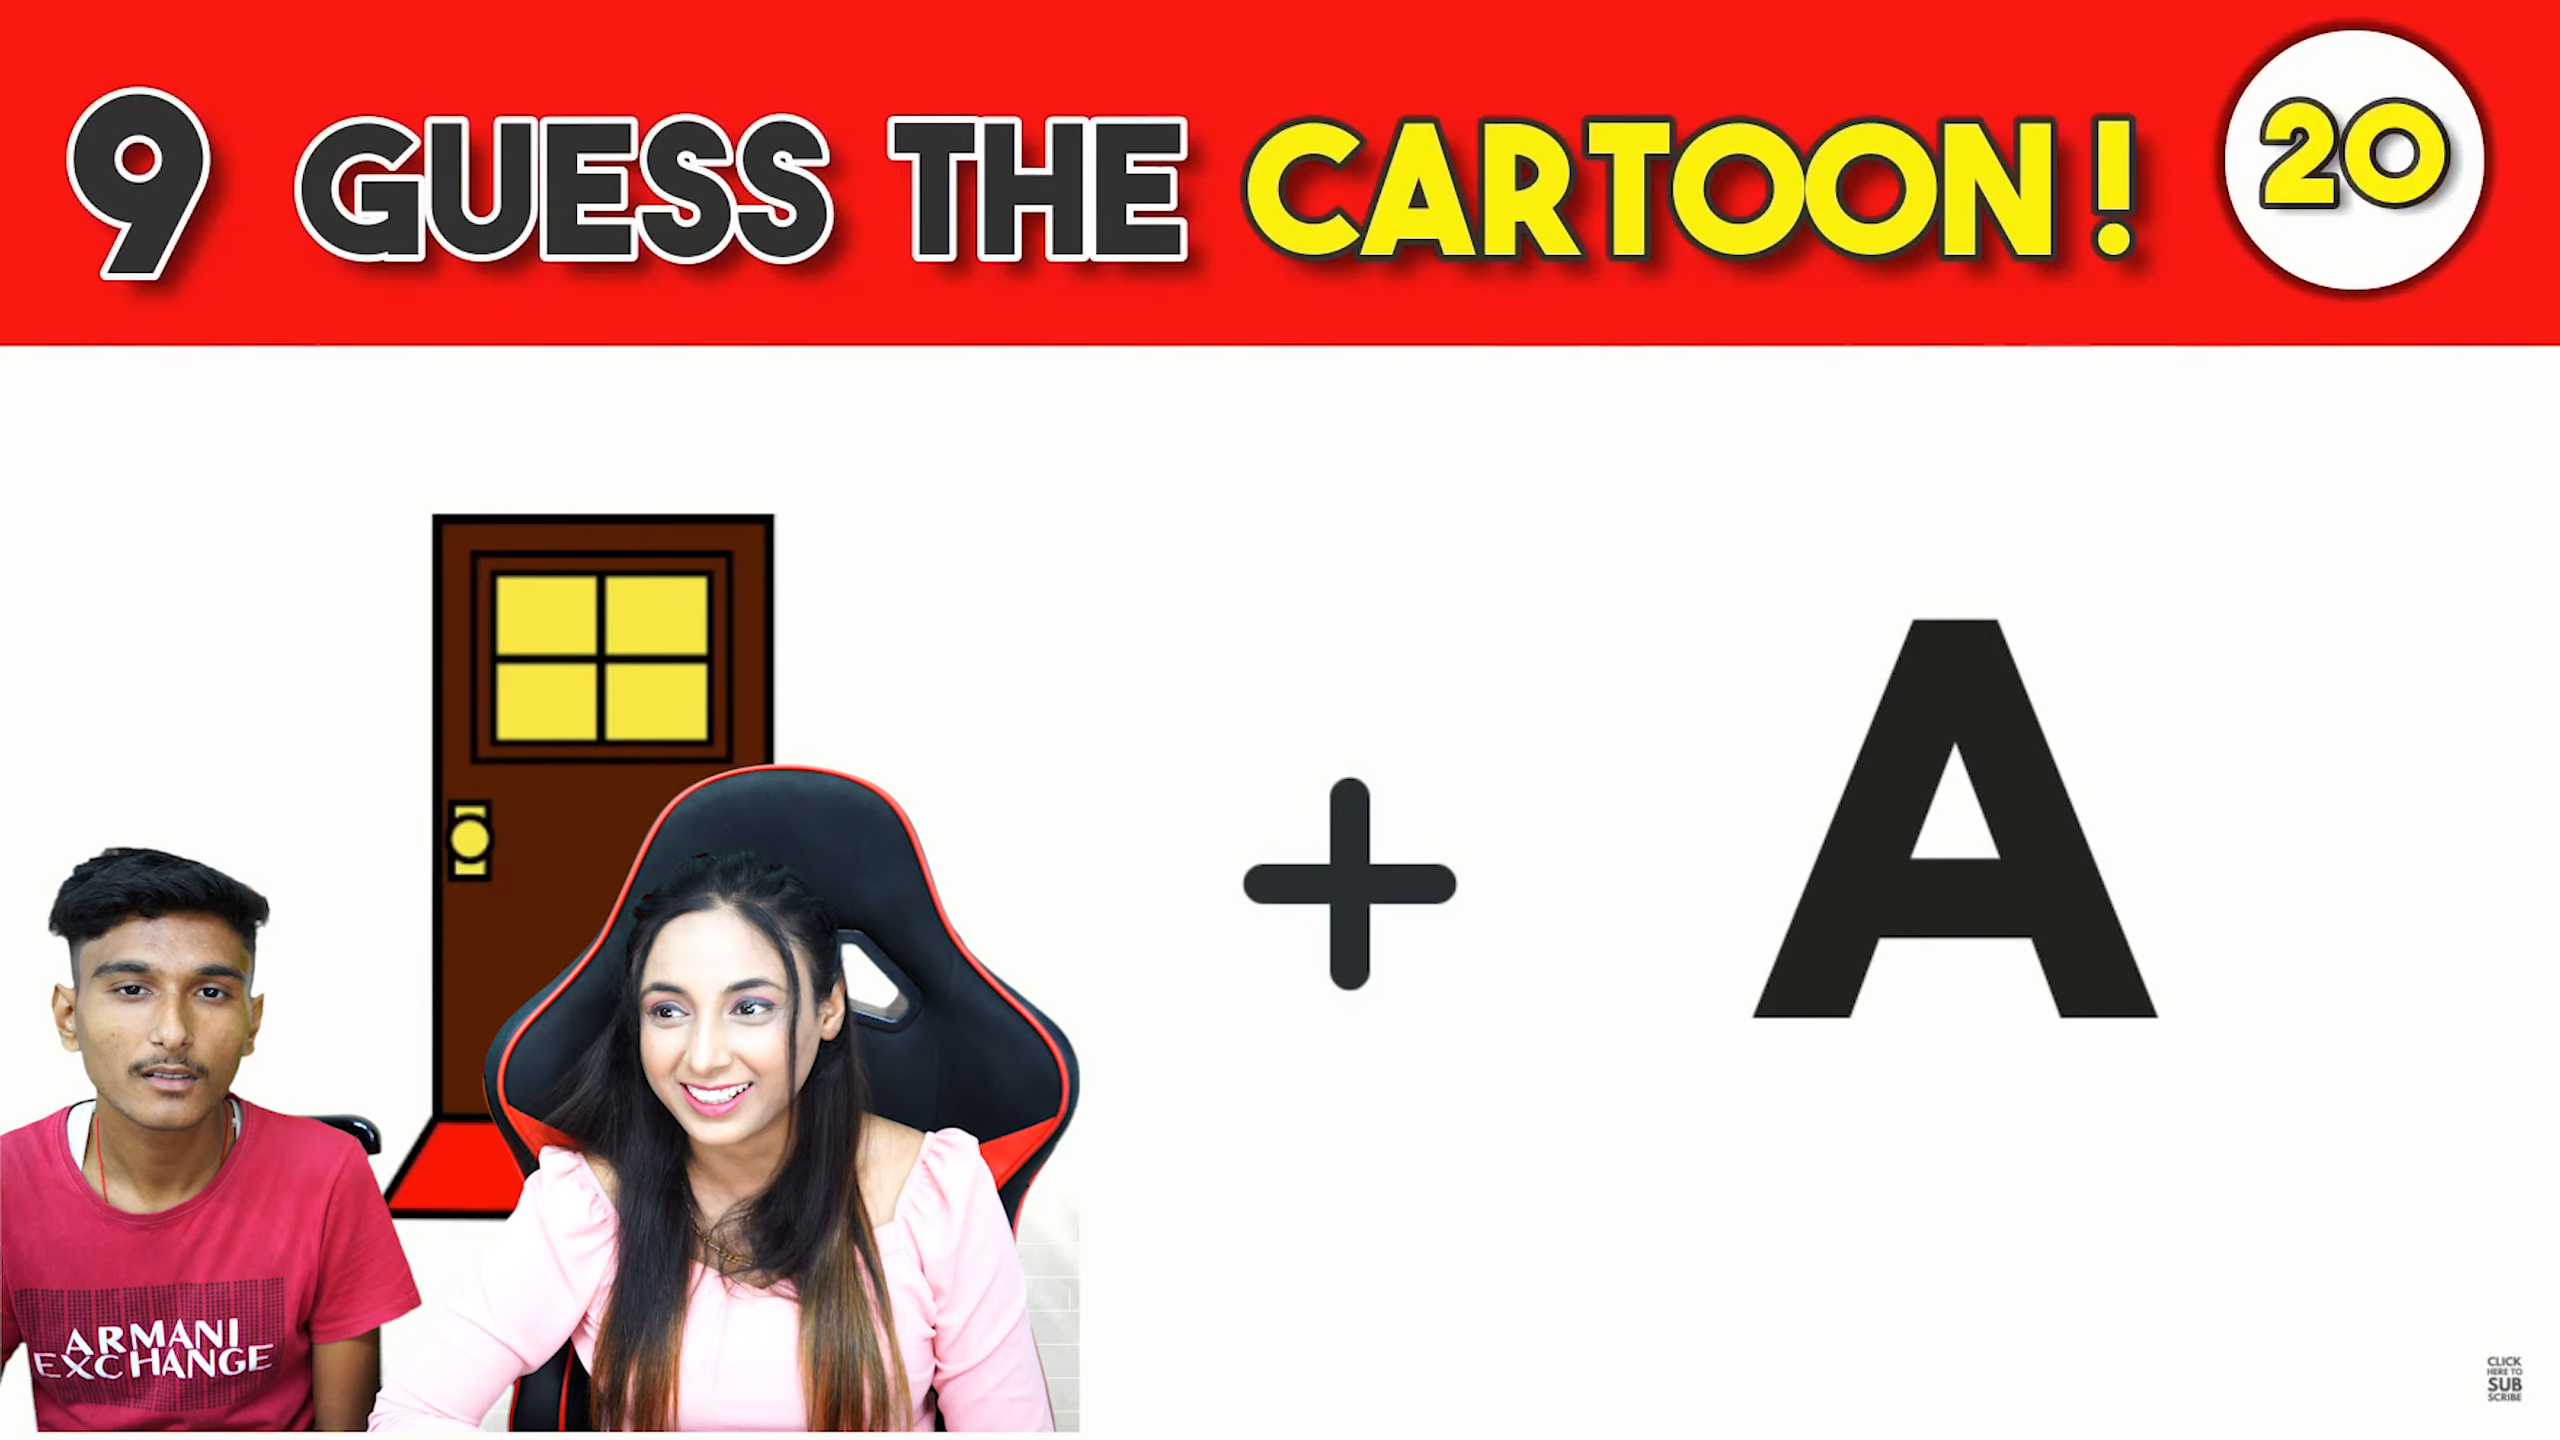 9 GUESS THE CARTOON! 20
A
ARMANI
EXCHANGE
CLICK
HERE TO
SUB
SCRIBE